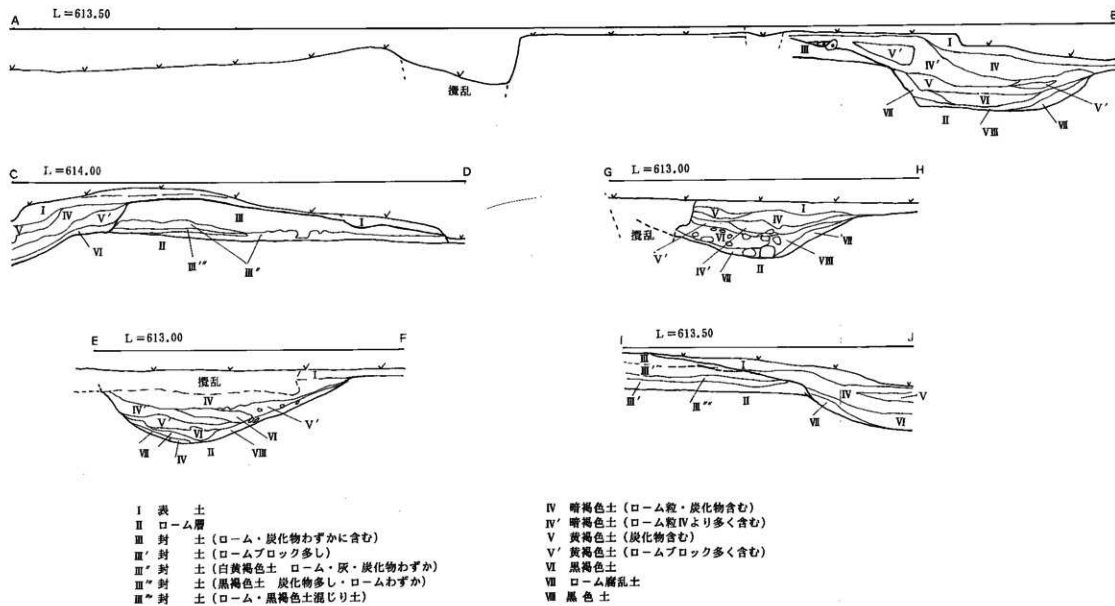 A L=613.50 B
I
III V' IV
IV'
攪乱 V
VII VI V'
II VIII VII
C L=614.00 D
I IV V' III I
V
VI II
III'" III"
G L=613.00 H
V IV I
攪乱 VI VII
V' VIII
IV' VII II
E L=613.00 F
攪乱 I
IV
IV' V'
V' VI VI
VII IV II VIII
I L=613.50 J
III I
III
III' III"" II IV V
VII VI
I 表 土
II ローム層
III 封 土(ローム・炭化物わずかに含む)
III' 封 土(ロームブロック多し)
III" 封 土(白黄褐色土 ローム・灰・炭化物わずか)
III'" 封 土(黒褐色土 炭化物多し・ロームわずか)
III"" 封 土(ローム・黒褐色土混じり土)
IV 暗褐色土(ローム粒・炭化物含む)
IV' 暗褐色土(ローム粒IVより多く含む)
V 黄褐色土(炭化物含む)
V' 黄褐色土(ロームブロック多く含む)
VI 黒褐色土
VII ローム腐乱土
VIII 黒色土